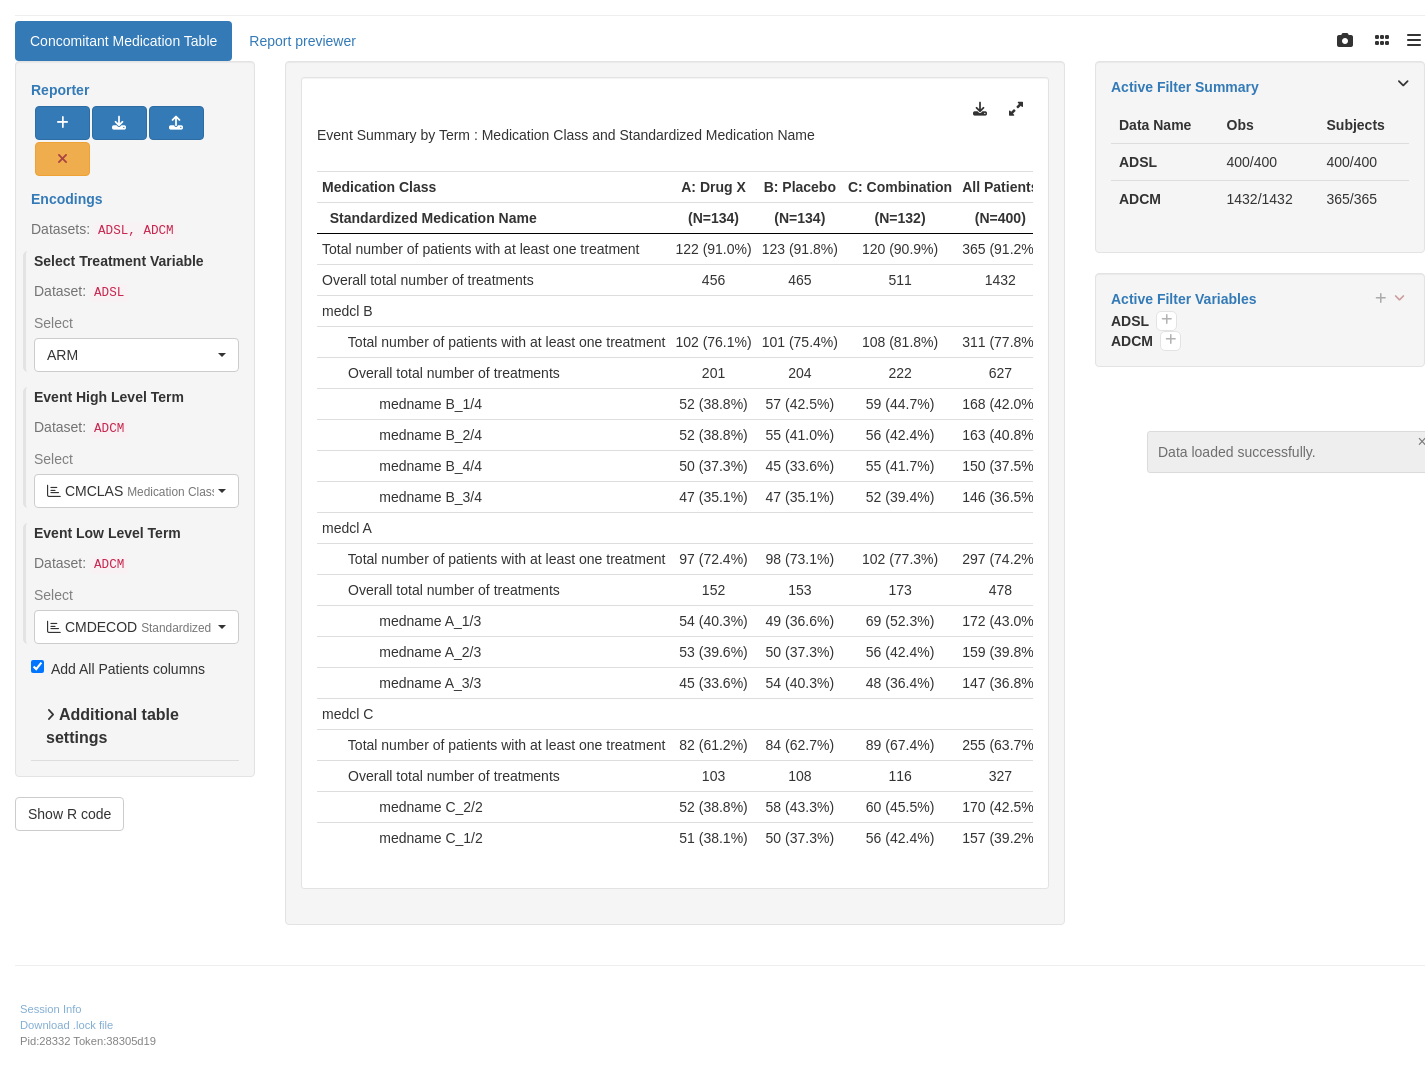 Concomitant Medication Table Report previewer
Reporter
Encodings
Datasets: ADSL, ADCM
Select Treatment Variable
Dataset: ADSL
Select
ARM
Event High Level Term
Dataset: ADCM
Select
CMCLAS Medication Class
Event Low Level Term
Dataset: ADCM
Select
CMDECOD Standardized
Add All Patients columns
Additional table
settings
Show R code
Event Summary by Term : Medication Class and Standardized Medication Name
Medication Class A: Drug X B: Placebo C: Combination All Patients
Standardized Medication Name (N=134) (N=134) (N=132) (N=400)
Total number of patients with at least one treatment 122 (91.0%) 123 (91.8%) 120 (90.9%) 365 (91.2%
Overall total number of treatments 456 465 511 1432
medcl B
Total number of patients with at least one treatment 102 (76.1%) 101 (75.4%) 108 (81.8%) 311 (77.8%
Overall total number of treatments 201 204 222 627
medname B_1/4 52 (38.8%) 57 (42.5%) 59 (44.7%) 168 (42.0%
medname B_2/4 52 (38.8%) 55 (41.0%) 56 (42.4%) 163 (40.8%
medname B_4/4 50 (37.3%) 45 (33.6%) 55 (41.7%) 150 (37.5%
medname B_3/4 47 (35.1%) 47 (35.1%) 52 (39.4%) 146 (36.5%
medcl A
Total number of patients with at least one treatment 97 (72.4%) 98 (73.1%) 102 (77.3%) 297 (74.2%
Overall total number of treatments 152 153 173 478
medname A_1/3 54 (40.3%) 49 (36.6%) 69 (52.3%) 172 (43.0%
medname A_2/3 53 (39.6%) 50 (37.3%) 56 (42.4%) 159 (39.8%
medname A_3/3 45 (33.6%) 54 (40.3%) 48 (36.4%) 147 (36.8%
medcl C
Total number of patients with at least one treatment 82 (61.2%) 84 (62.7%) 89 (67.4%) 255 (63.7%
Overall total number of treatments 103 108 116 327
medname C_2/2 52 (38.8%) 58 (43.3%) 60 (45.5%) 170 (42.5%
medname C_1/2 51 (38.1%) 50 (37.3%) 56 (42.4%) 157 (39.2%
Active Filter Summary
Data Name Obs Subjects
ADSL 400/400 400/400
ADCM 1432/1432 365/365
Active Filter Variables
ADSL
ADCM
Data loaded successfully.
Session Info
Download .lock file
Pid:28332 Token:38305d19